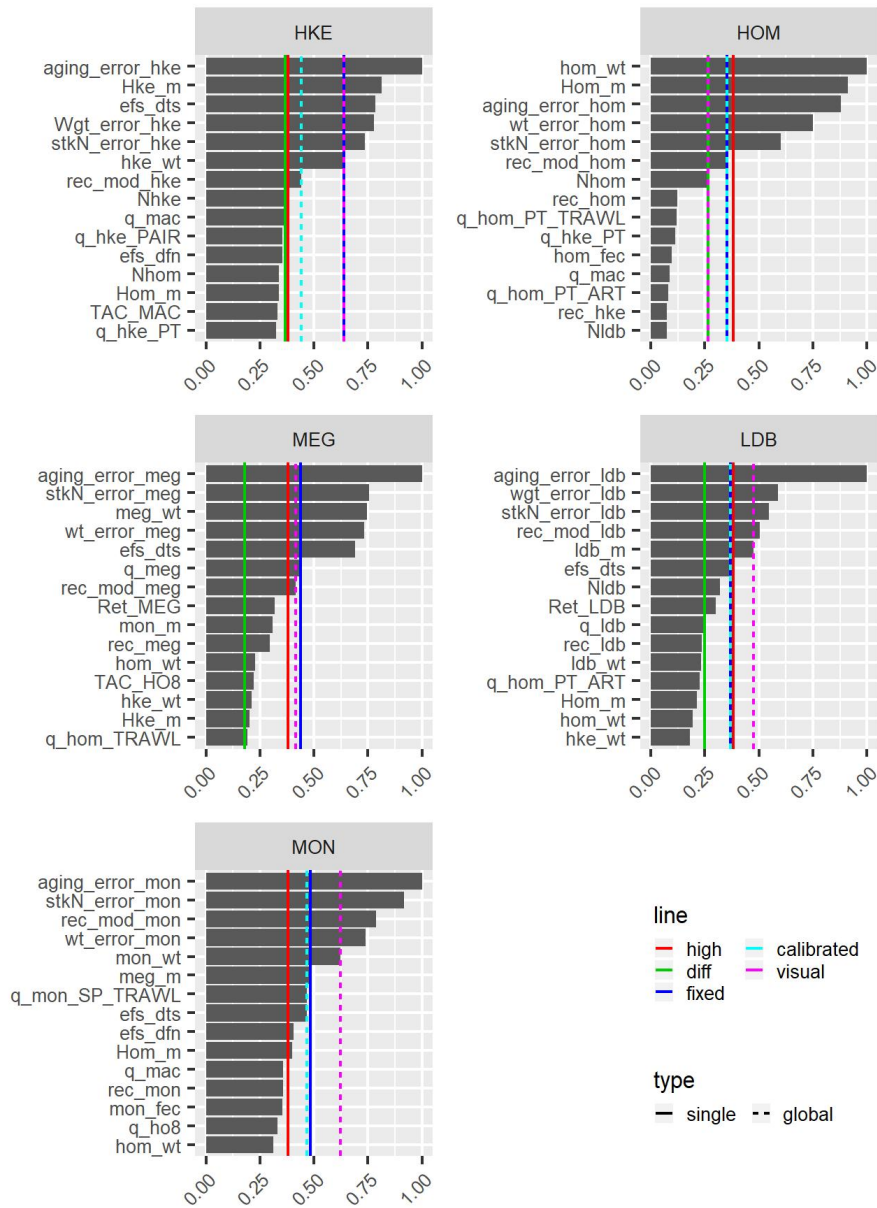 HKE
aging_error_hke
Hke_m
efs_dts
Wgt_error_hke
stkN_error_hke
hke_wt
rec_mod_hke
Nhke
q_mac
q_hke_PAIR
efs_dfn
Nhom
Hom_m
TAC_MAC
q_hke_PT
0.00 0.25 0.50 0.75 1.00
HOM
hom_wt
Hom_m
aging_error_hom
wt_error_hom
stkN_error_hom
rec_mod_hom
Nhom
rec_hom
q_hom_PT_TRAWL
q_hke_PT
hom_fec
q_mac
q_hom_PT_ART
rec_hke
Nldb
0.00 0.25 0.50 0.75 1.00
MEG
aging_error_meg
stkN_error_meg
meg_wt
wt_error_meg
efs_dts
q_meg
rec_mod_meg
Ret_MEG
mon_m
rec_meg
hom_wt
TAC_HO8
hke_wt
Hke_m
q_hom_TRAWL
0.00 0.25 0.50 0.75 1.00
LDB
aging_error_ldb
wgt_error_ldb
stkN_error_ldb
rec_mod_ldb
ldb_m
efs_dts
Nldb
Ret_LDB
q_ldb
rec_ldb
ldb_wt
q_hom_PT_ART
Hom_m
hom_wt
hke_wt
0.00 0.25 0.50 0.75 1.00
MON
aging_error_mon
stkN_error_mon
rec_mod_mon
wt_error_mon
mon_wt
meg_m
q_mon_SP_TRAWL
efs_dts
efs_dfn
Hom_m
q_mac
rec_mon
mon_fec
q_ho8
hom_wt
0.00 0.25 0.50 0.75 1.00
line
high calibrated
diff visual
fixed
type
single global